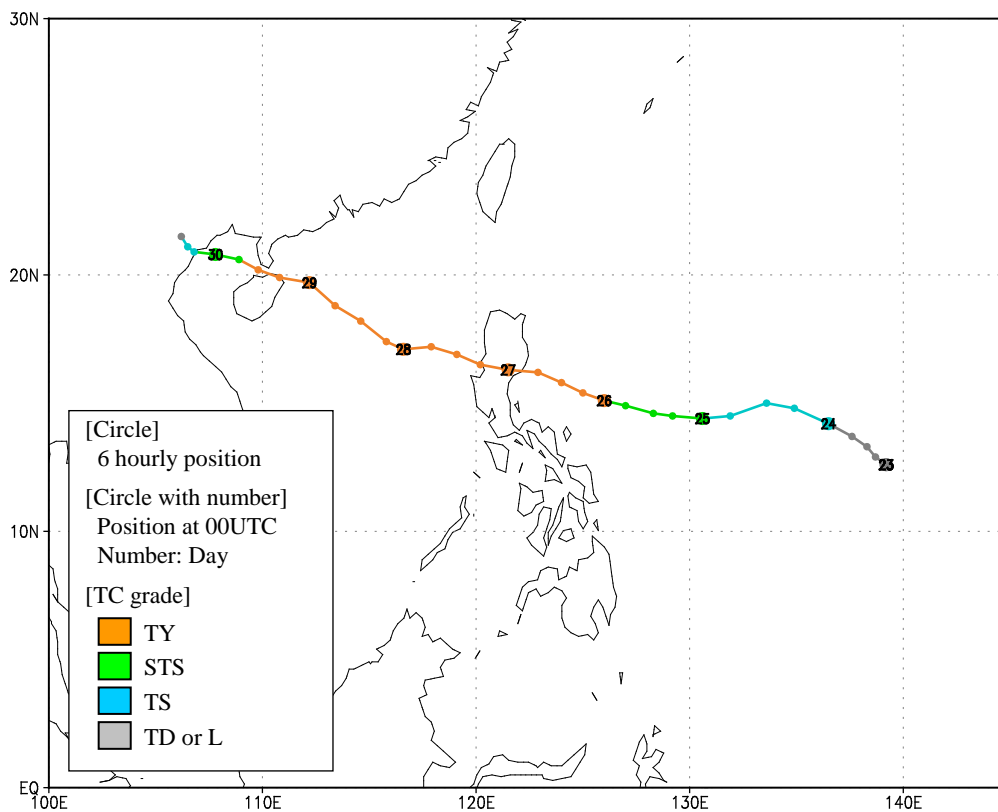 30N
20N
10N
EQ
100E 110E 120E 130E 140E
30
29
28
27
26
25
24
23
[Circle]
6 hourly position
[Circle with number]
Position at 00UTC
Number: Day
[TC grade]
TY
STS
TS
TD or L